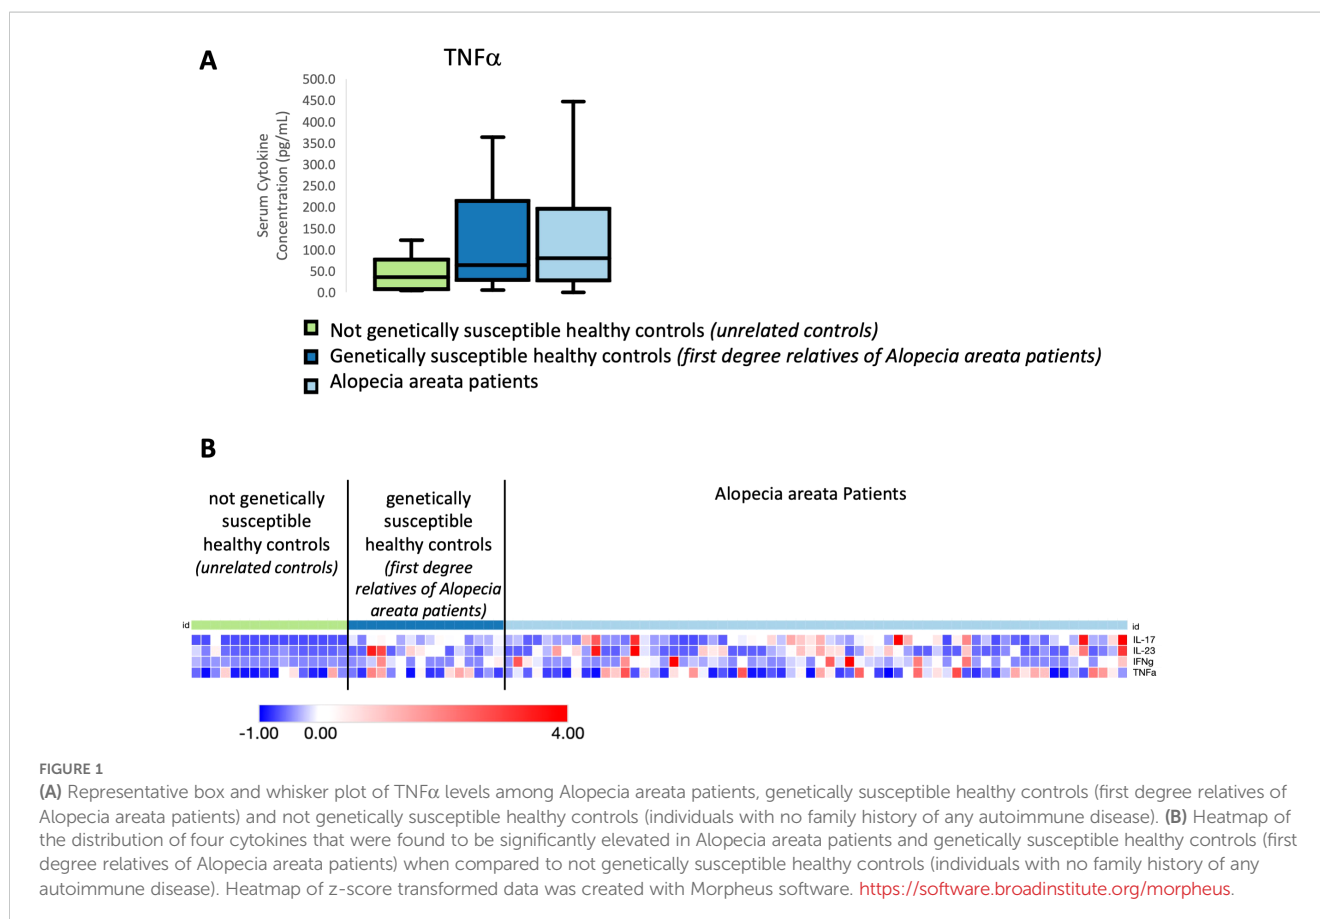 A
TNFα
500.0
450.0
400.0
350.0
300.0
250.0
200.0
150.0
100.0
50.0
0.0
Serum Cytokine
Concentration (pg/mL)
Not genetically susceptible healthy controls (unrelated controls)
Genetically susceptible healthy controls (first degree relatives of Alopecia areata patients)
Alopecia areata patients
B
not genetically
susceptible
healthy controls
(unrelated controls)
genetically
susceptible
healthy controls
(first degree
relatives of Alopecia
areata patients)
Alopecia areata Patients
id
id
IL-17
IL-23
IFNg
TNFa
-1.00 0.00 4.00
FIGURE 1
(A) Representative box and whisker plot of TNFα levels among Alopecia areata patients, genetically susceptible healthy controls (first degree relatives of
Alopecia areata patients) and not genetically susceptible healthy controls (individuals with no family history of any autoimmune disease). (B) Heatmap of
the distribution of four cytokines that were found to be significantly elevated in Alopecia areata patients and genetically susceptible healthy controls (first
degree relatives of Alopecia areata patients) when compared to not genetically susceptible healthy controls (individuals with no family history of any
autoimmune disease). Heatmap of z-score transformed data was created with Morpheus software. https://software.broadinstitute.org/morpheus.